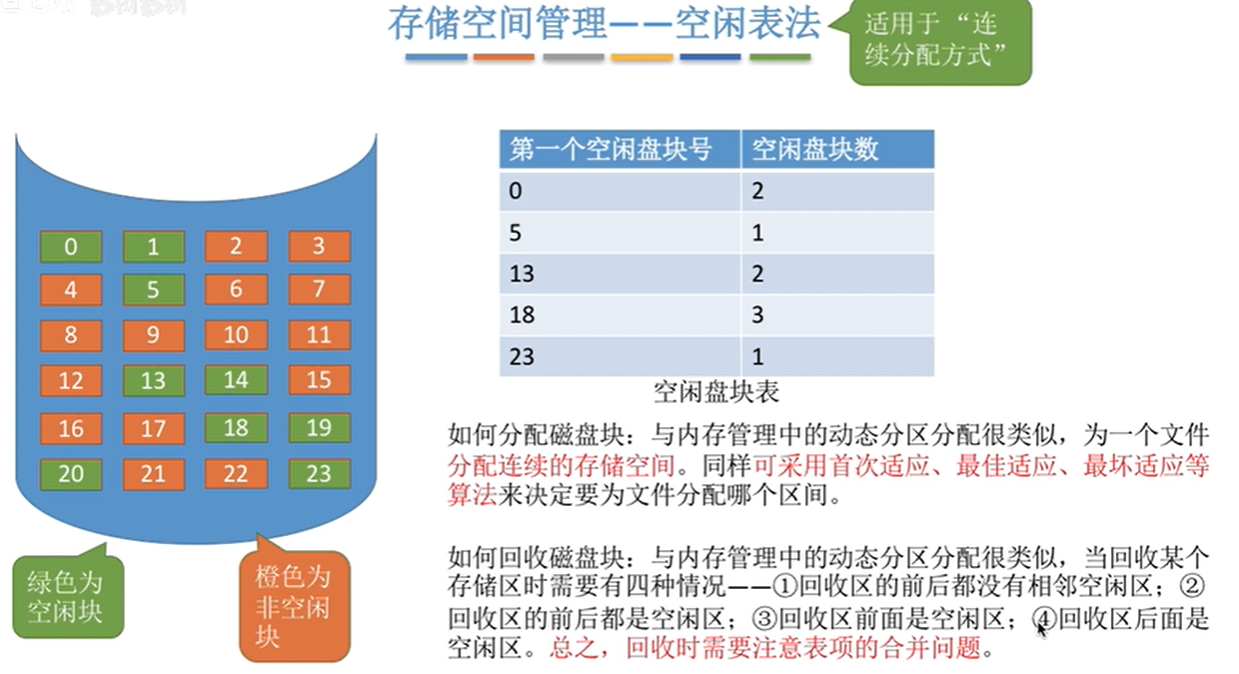 存储空间管理——空闲表法
适用于 “连
续分配方式”
第一个空闲盘块号 空闲盘块数
0 2
5 1
13 2
18 3
23 1
空闲盘块表
0 1 2 3
4 5 6 7
8 9 10 11
12 13 14 15
16 17 18 19
20 21 22 23
绿色为
空闲块
橙色为
非空闲
块
如何分配磁盘块：与内存管理中的动态分区分配很类似，为一个文件
分配连续的存储空间。同样可采用首次适应、最佳适应、最坏适应等
算法来决定要为文件分配哪个区间。
如何回收磁盘块：与内存管理中的动态分区分配很类似，当回收某个
存储区时需要有四种情况——①回收区的前后都没有相邻空闲区；②
回收区的前后都是空闲区；③回收区前面是空闲区；④回收区后面是
空闲区。总之，回收时需要注意表项的合并问题。